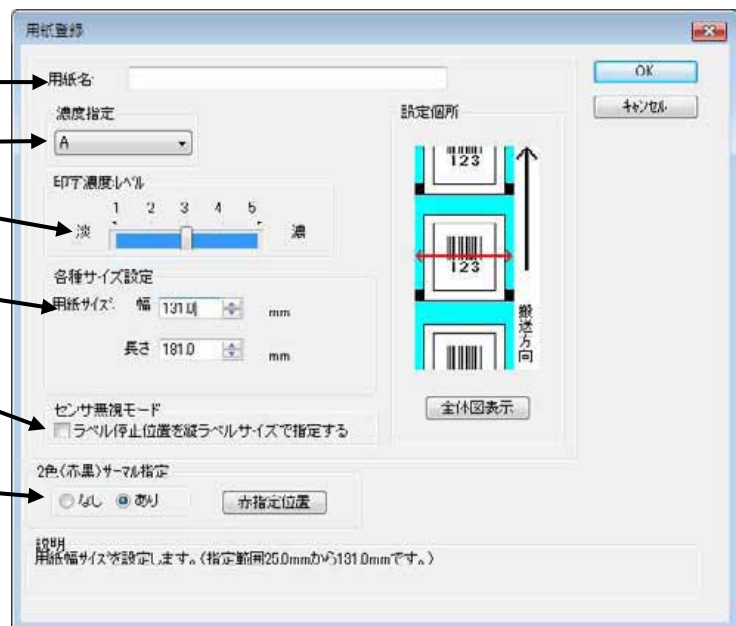 用紙登録
用紙名:
OK
キャンセル
濃度指定
A
設定個所
123
印字濃度レベル
1 2 3 4 5
淡 濃
123
各種サイズ設定
用紙サイズ: 幅 131.0 mm
長さ 181.0 mm
搬送方向
センサ無視モード
ラベル停止位置を縦ラベルサイズで指定する
全体図表示
2色(赤黒)サーマル指定
なし あり 赤指定位置
説明
用紙幅サイズを設定します。(指定範囲25.0mmから131.0mmです。)